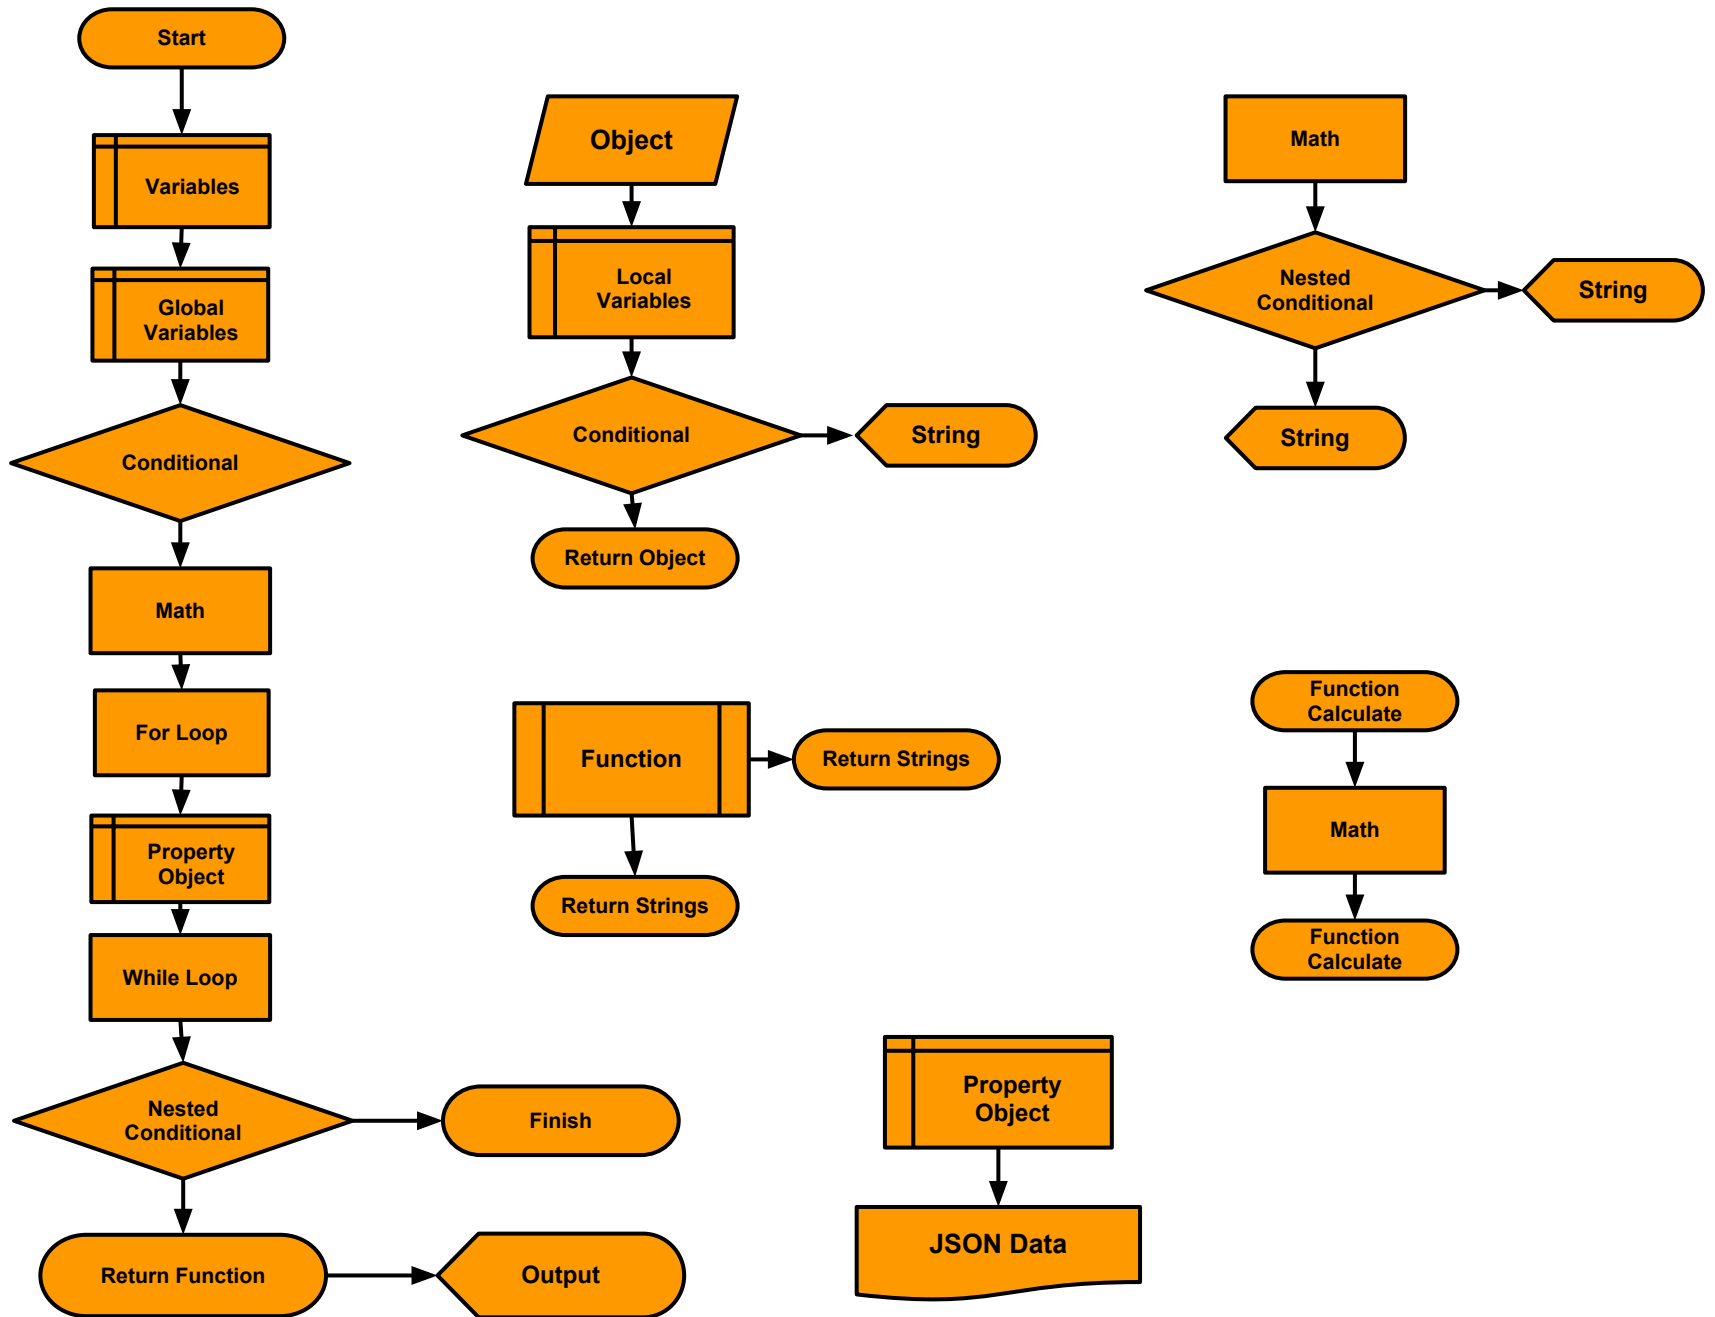 Start
Variables
Global
Variables
Conditional
Math
For Loop
Property
Object
While Loop
Nested
Conditional
Finish
Return Function
Output
Object
Local
Variables
Conditional
String
Return Object
Function
Return Strings
Return Strings
Property
Object
JSON Data
Math
Nested
Conditional
String
String
Function
Calculate
Math
Function
Calculate